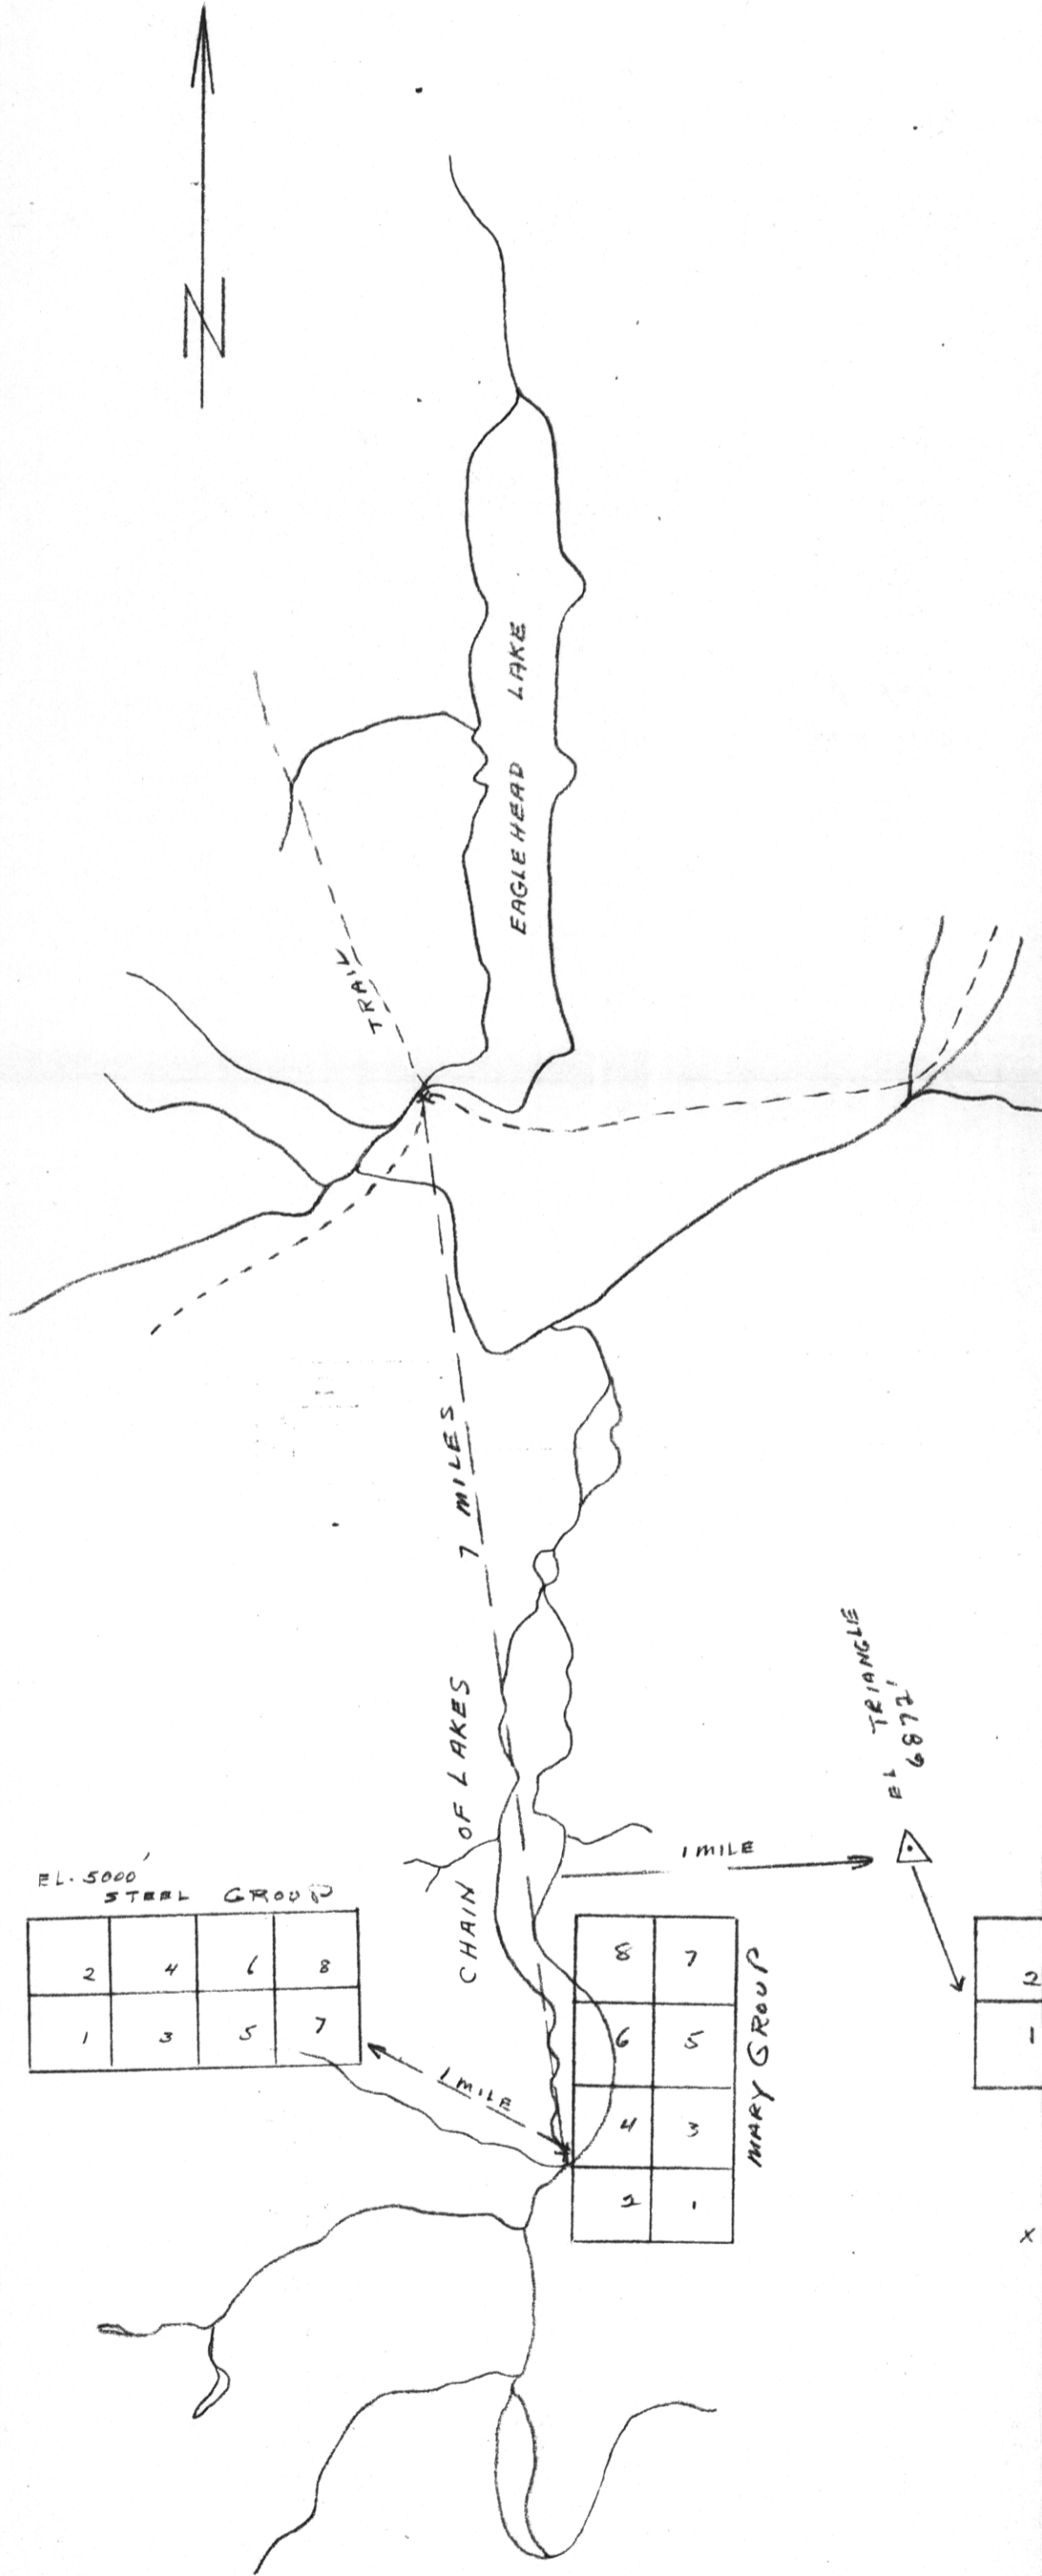 N
EAGLEHEAD LAKE
TRAIL
7 MILES
CHAIN OF LAKES
EL TRIANGLE
6872'
1 MILE
EL. 5000'
STEEL GROUP
2 4 6 8
1 3 5 7
1 MILE
8 7
6 5
4 3
2 1
MARY GROUP
2
1
X